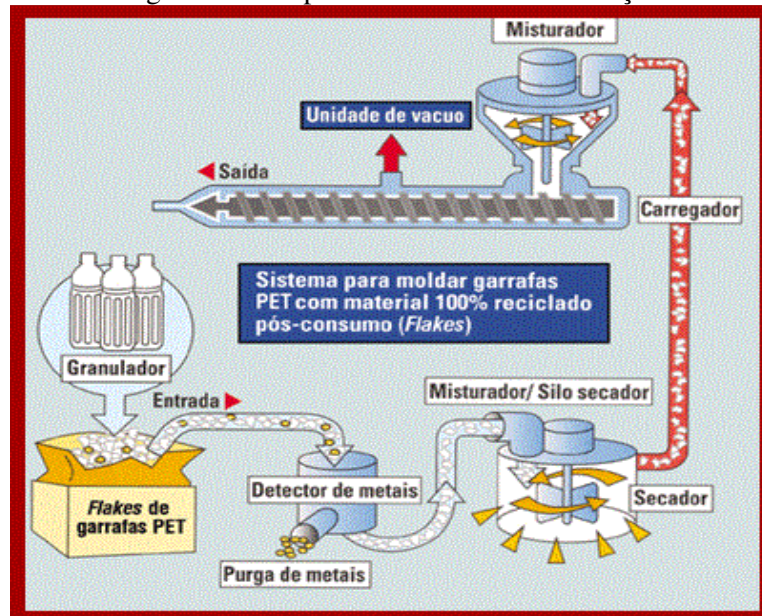 Misturador
Unidade de vacuo
Saída
Carregador
Sistema para moldar garrafas
PET com material 100% reciclado
pós-consumo (Flakes)
Granulador
Entrada
Misturador/ Silo secador
Detector de metais
Secador
Flakes de
garrafas PET
Purga de metais